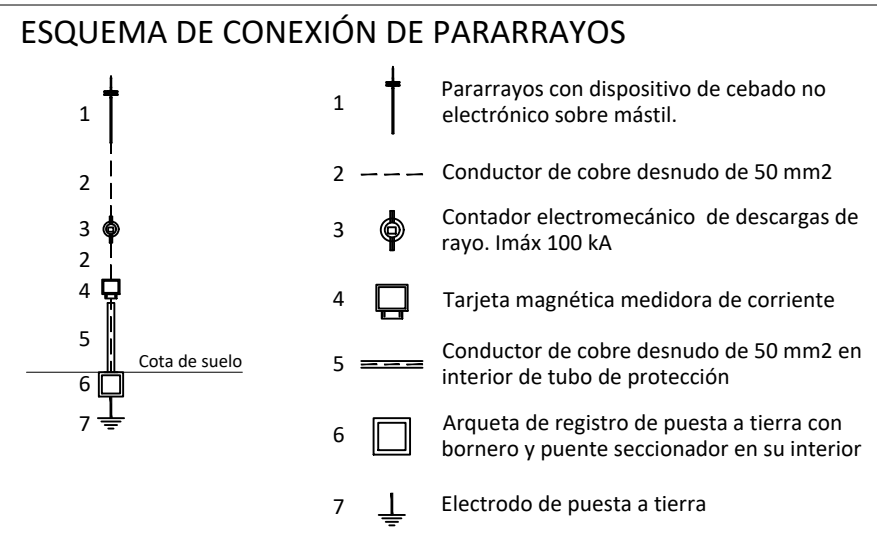 ESQUEMA DE CONEXIÓN DE PARARRAYOS
1
2
3
2
4
5
Cota de suelo
6
7
1 Pararrayos con dispositivo de cebado no
electrónico sobre mástil.
2 Conductor de cobre desnudo de 50 mm2
3 Contador electromecánico de descargas de
rayo. Imáx 100 kA
4 Tarjeta magnética medidora de corriente
5 Conductor de cobre desnudo de 50 mm2 en
interior de tubo de protección
6 Arqueta de registro de puesta a tierra con
bornero y puente seccionador en su interior
7 Electrodo de puesta a tierra